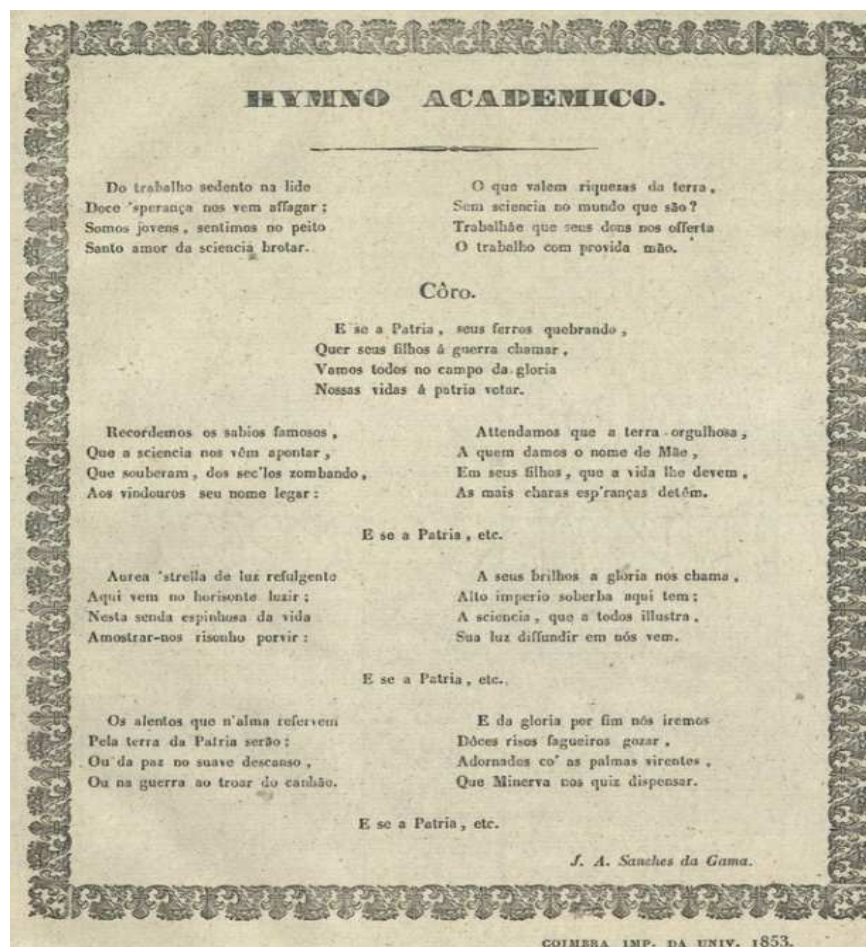 HYMNO ACADEMICO.
Do trabalho sedento na lide
Doce 'sperança nos vem affagar;
Somos jovens, sentimos no peito
Santo amor da sciencia brotar.
O que valem riquezas da terra,
Sem sciencia no mundo que são?
Trabalhãe que seus dons nos offerta
O trabalho com provida mão.
Côro.
E se a Patria, seus ferros quebrando,
Quer seus filhos á guerra chamar,
Vamos todos no campo da gloria
Nossas vidas á patria votar.
Recordemos os sabios famosos,
Que a sciencia nos vêm apontar,
Que souberam, dos sec'los zombando,
Aos vindouros seu nome legar:
Attendamos que a terra orgulhosa,
A quem damos o nome de Mãe,
Em seus filhos, que a vida lhe devem,
As mais charas esp'ranças detêm.
E se a Patria, etc.
Aurea 'strella de luz refulgente
Aqui vem no horisonte luzir;
Nesta senda espinhosa da vida
Amostrar-nos risonho porvir:
A seus brilhos a gloria nos chama,
Alto imperio soberba aqui tem;
A sciencia, que a todos illustra,
Sua luz diffundir em nós vem.
E se a Patria, etc.
Os alentos que n'alma refervem
Pela terra da Patria serão;
Ou da paz no suave descanso,
Ou na guerra ao troar do canhão.
E da gloria por fim nós iremos
Dôces risos fagueiros gozar,
Adornados co' as palmas virentes,
Que Minerva nos quiz dispensar.
E se a Patria, etc.
J. A. Sanches da Gama.
COIMBRA IMP. DA UNIV. 1853.